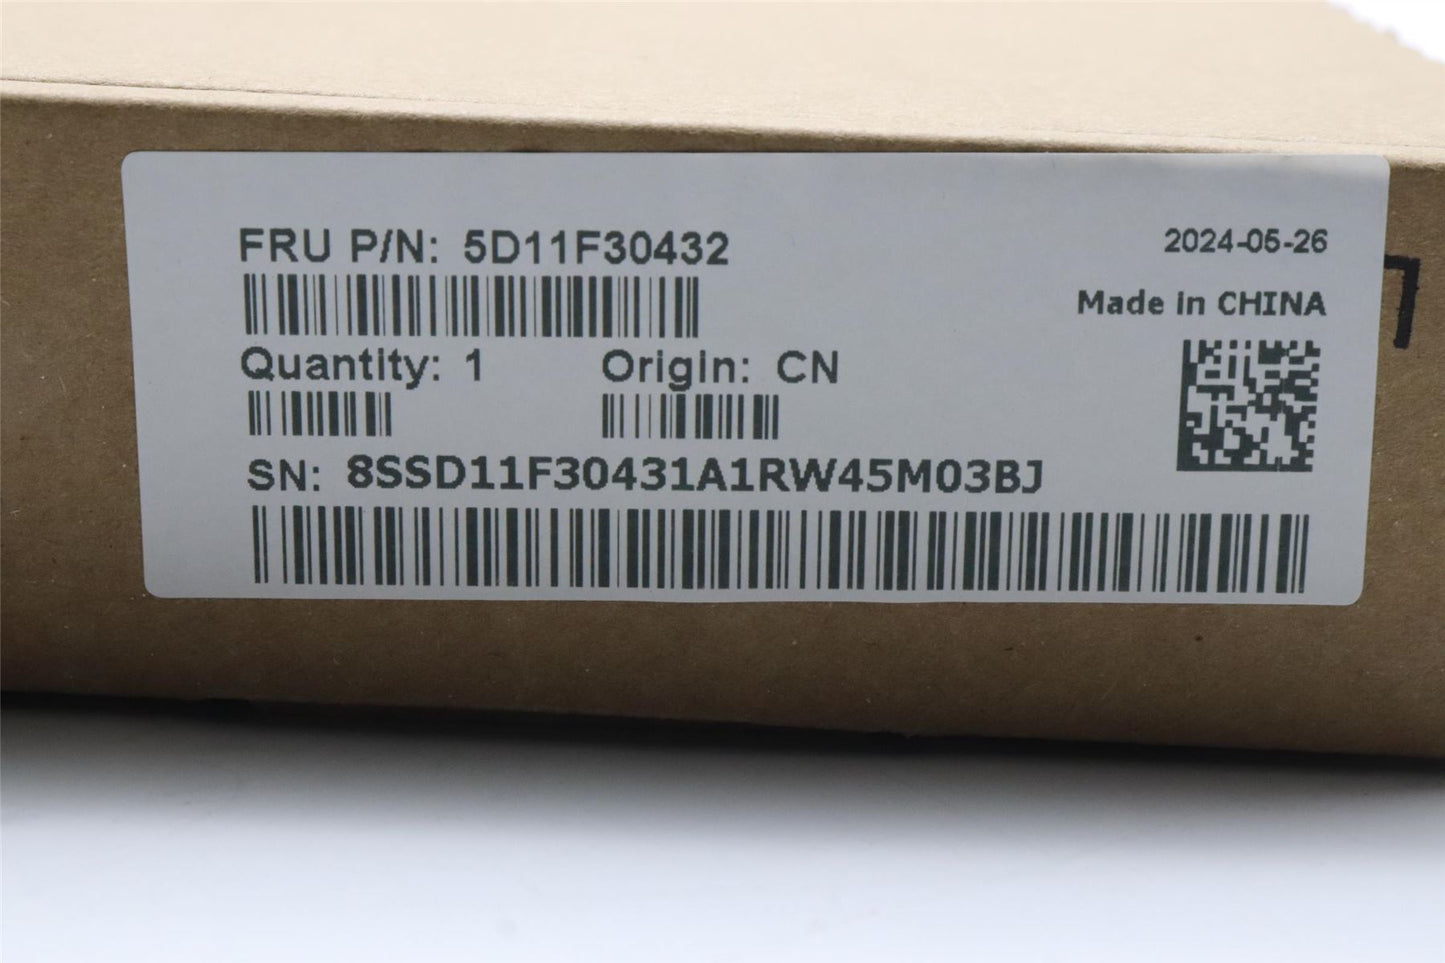 FRU P/N: 5D11F30432
2024-05-26
Made in CHINA
Quantity: 1 Origin: CN
SN: 8SSD11F30431A1RW45M03BJ